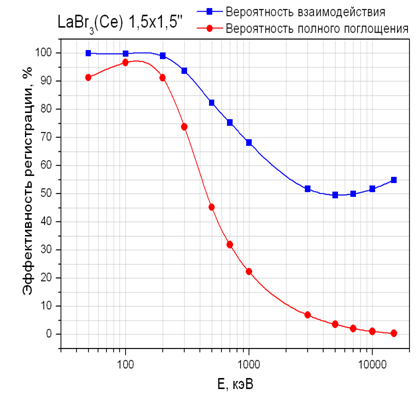 LaBr3(Ce) 1,5x1,5"
Вероятность взаимодействия
Вероятность полного поглощения
Эффективность регистрации, %
100
90
80
70
60
50
40
30
20
10
0
100
1000
10000
E, кэВ